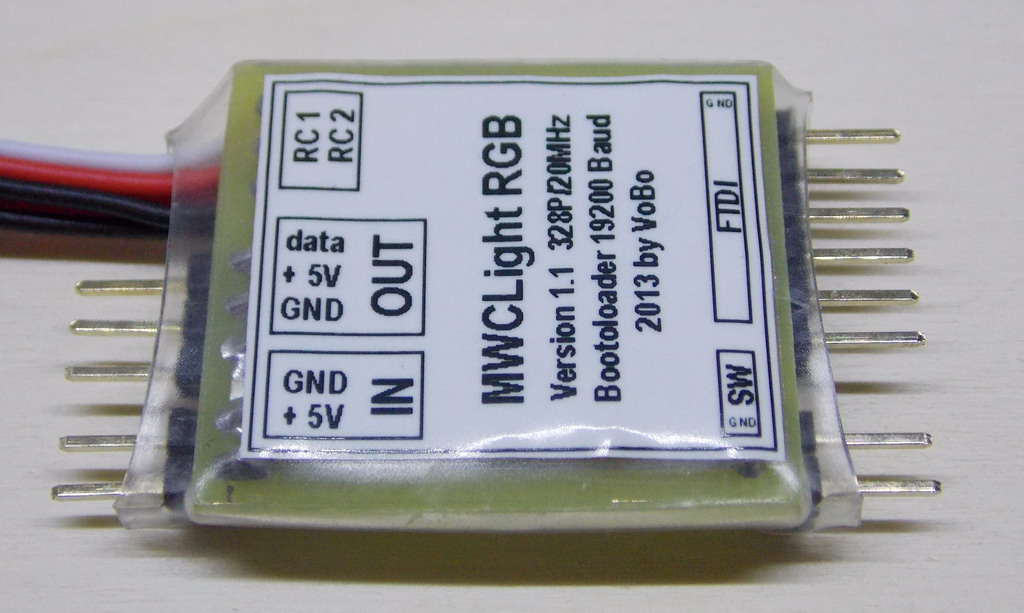 RC1
RC2
data
+ 5V
GND
OUT
GND
+ 5V
IN
MWCLight RGB
Version 1.1 328P/20MHz
Bootoloader 19200 Baud
2013 by VoBo
GND
FTDI
SW
GND